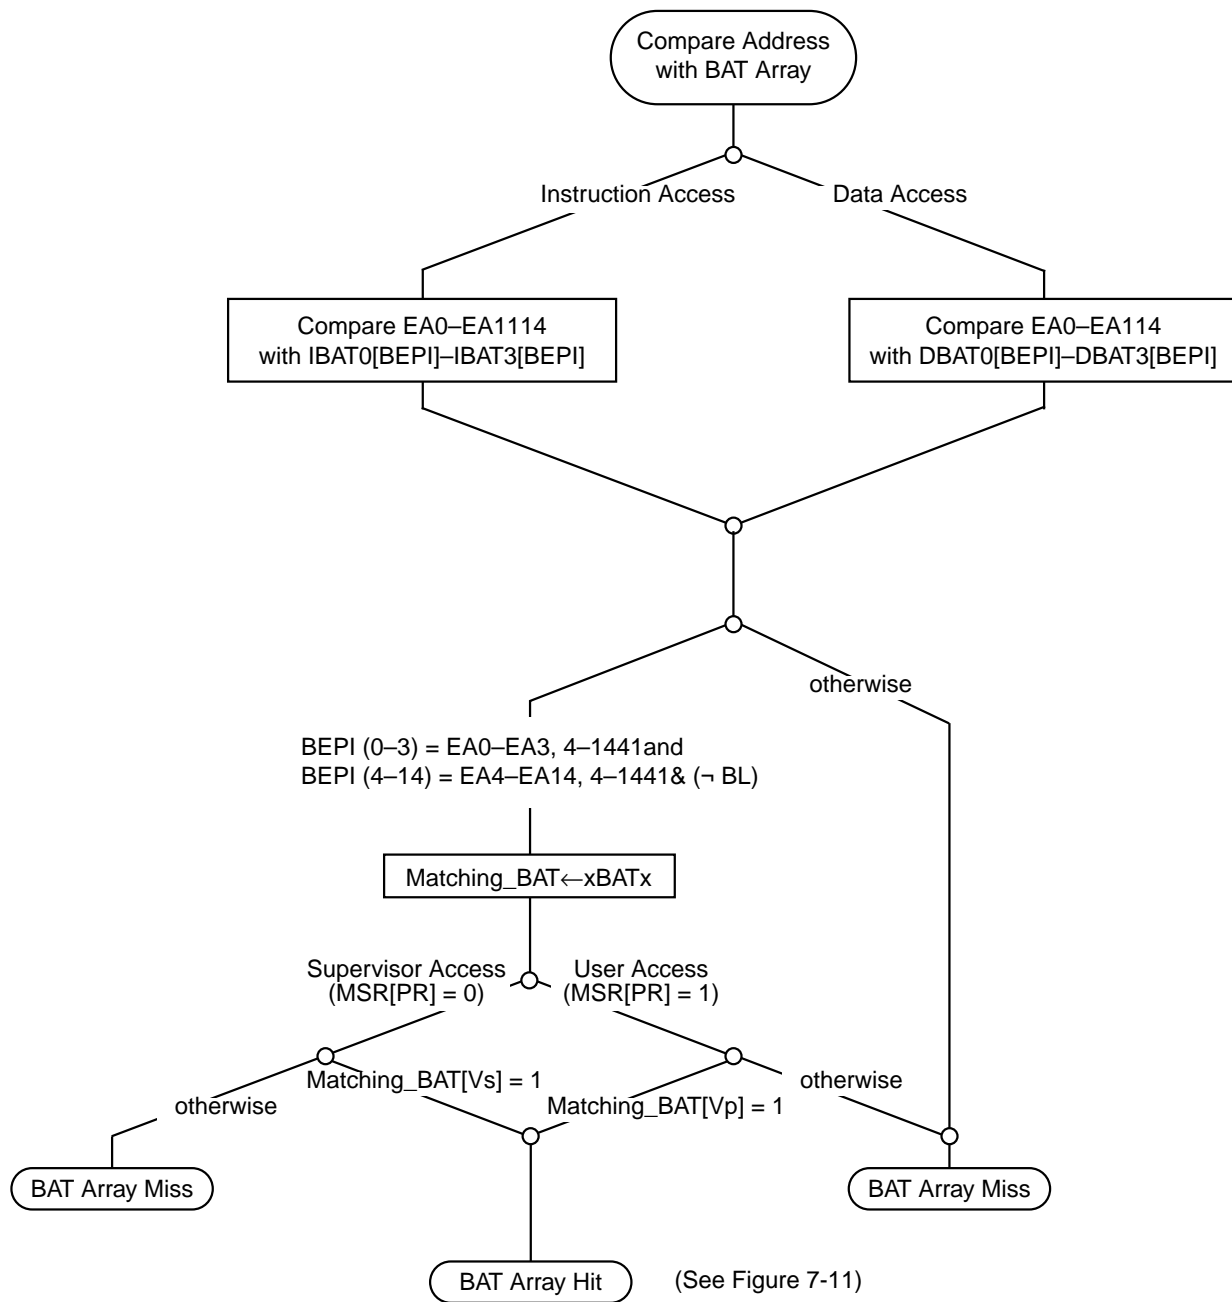 Compare Address
with BAT Array
Instruction Access
Data Access
Compare EA0–EA1114
with IBAT0[BEPI]–IBAT3[BEPI]
Compare EA0–EA114
with DBAT0[BEPI]–DBAT3[BEPI]
otherwise
BEPI (0–3) = EA0–EA3, 4–1441and
BEPI (4–14) = EA4–EA14, 4–1441& (¬ BL)
Matching_BAT←xBATx
Supervisor Access
(MSR[PR] = 0)
User Access
(MSR[PR] = 1)
otherwise
Matching_BAT[Vs] = 1
Matching_BAT[Vp] = 1
otherwise
BAT Array Miss
BAT Array Miss
BAT Array Hit
(See Figure 7-11)